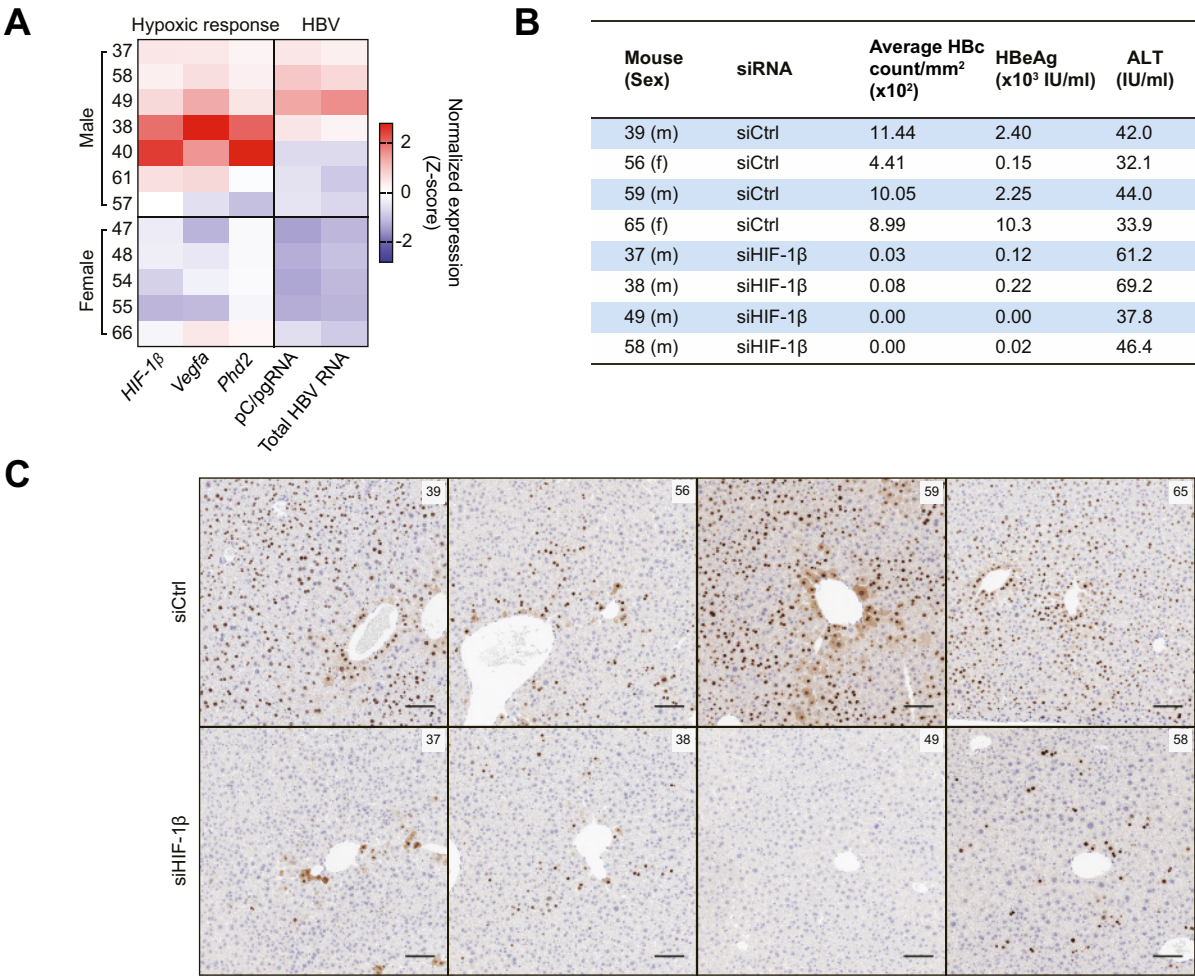 A
Hypoxic response HBV
Male
37
58
49
38
40
61
57
Female
47
48
54
55
66
HIF-1β Vegfa Phd2 pC/pgRNA Total HBV RNA
2
0
-2
Normalized expression
(Z-score)
B
Mouse (Sex) siRNA Average HBc count/mm² (x10²) HBeAg (x10³ IU/ml) ALT (IU/ml)
39 (m) siCtrl 11.44 2.40 42.0
56 (f) siCtrl 4.41 0.15 32.1
59 (m) siCtrl 10.05 2.25 44.0
65 (f) siCtrl 8.99 10.3 33.9
37 (m) siHIF-1β 0.03 0.12 61.2
38 (m) siHIF-1β 0.08 0.22 69.2
49 (m) siHIF-1β 0.00 0.00 37.8
58 (m) siHIF-1β 0.00 0.02 46.4
C
siCtrl
39 56 59 65
siHIF-1β
37 38 49 58